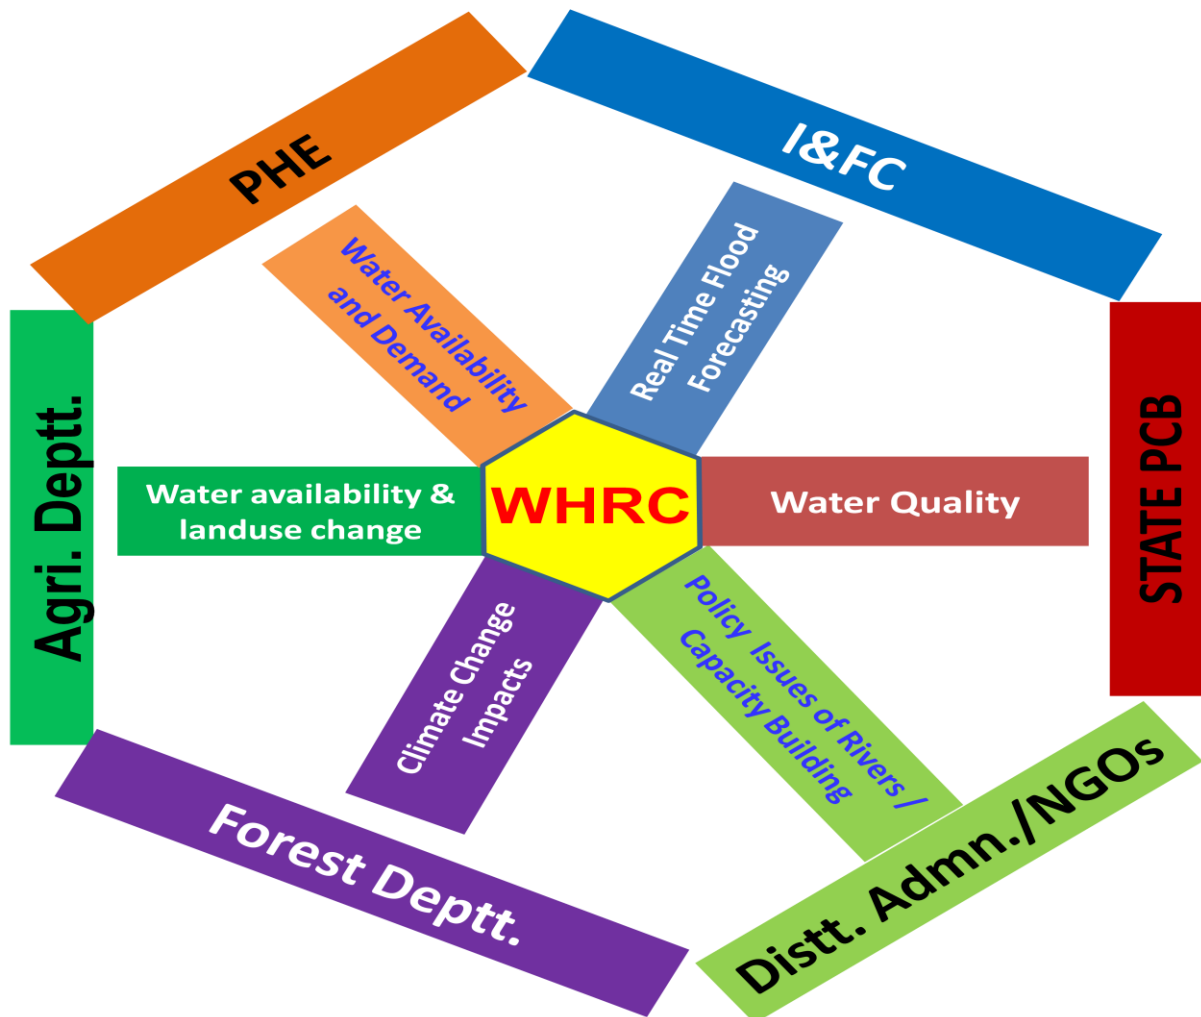 PHE
I&FC
Water Availability
and Demand
Real Time Flood
Forecasting
Agri. Deptt.
Water availability &
landuse change
WHRC
Water Quality
STATE PCB
Climate Change
Impacts
Policy Issues of Rivers /
Capacity Building
Forest Deptt.
Distt. Admn./NGOs